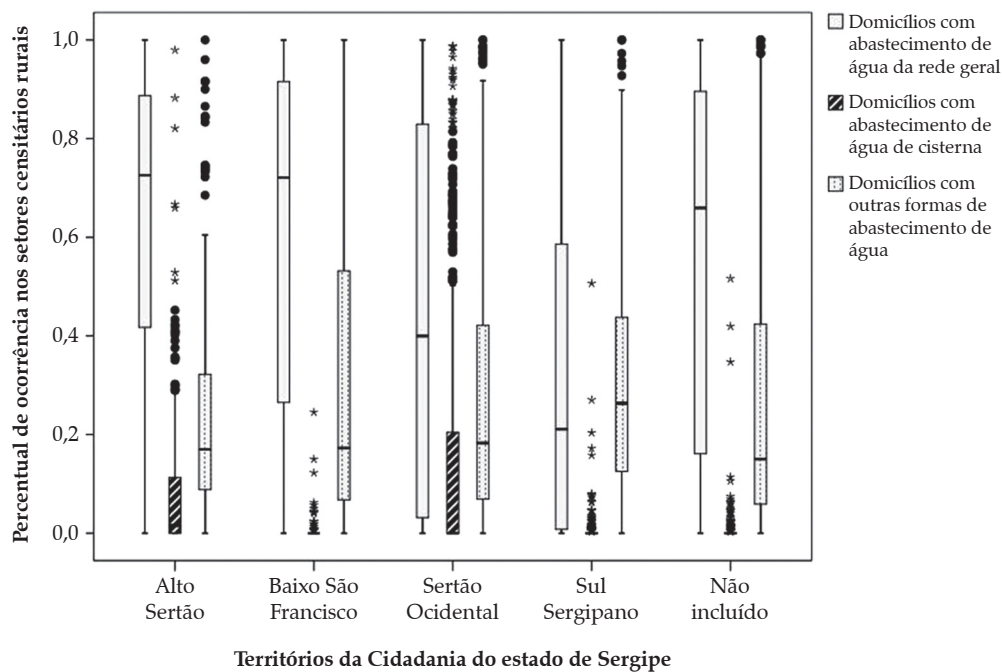 Percentual de ocorrência nos setores censitários rurais
1,0
0,8
0,6
0,4
0,2
0,0
Alto
Sertão
Baixo São
Francisco
Sertão
Ocidental
Sul
Sergipano
Não
incluído
Territórios da Cidadania do estado de Sergipe
Domicílios com
abastecimento de
água da rede geral
Domicílios com
abastecimento de
água de cisterna
Domicílios com
outras formas de
abastecimento de
água